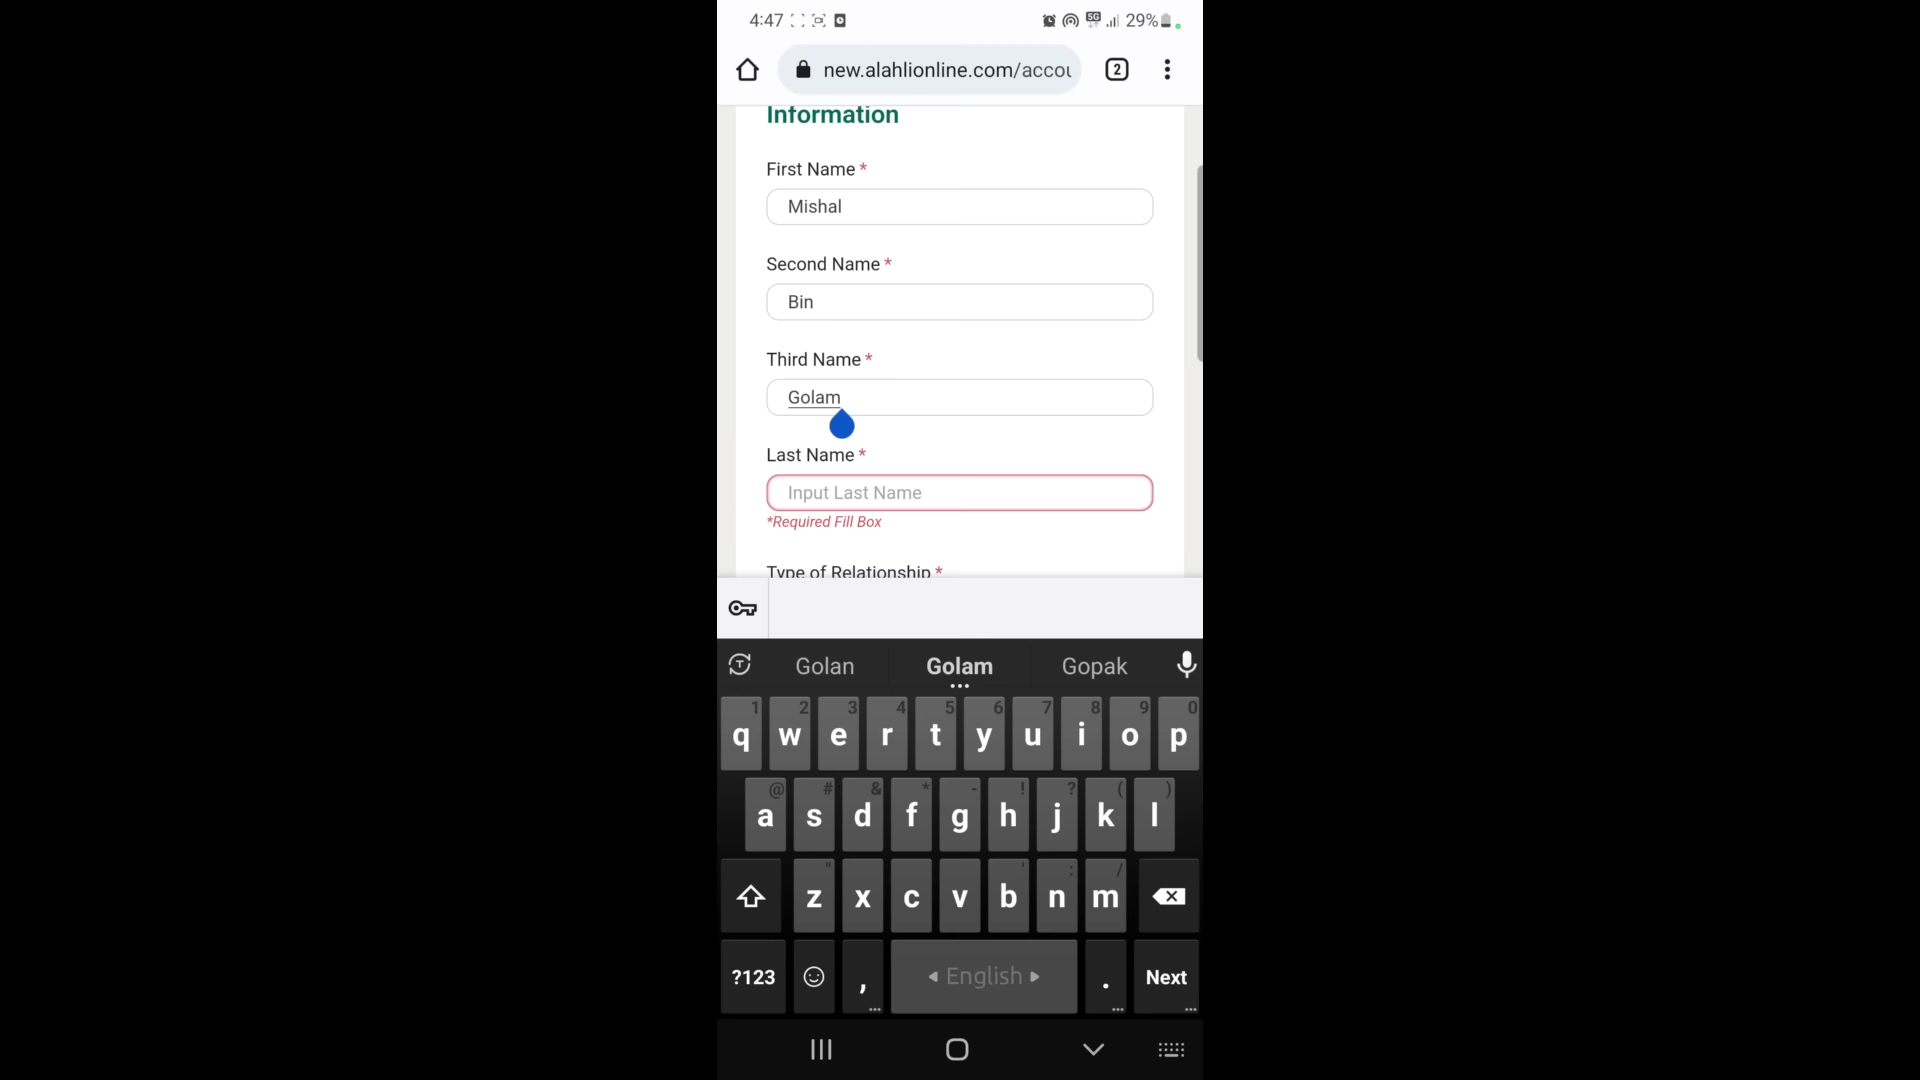 4:47
5G
29%
new.alahlionline.com/accou
2
Information
First Name *
Mishal
Second Name *
Bin
Third Name *
Golam
Last Name *
Input Last Name
*Required Fill Box
Type of Relationship *
Golan Golam Gopak
1 2 3 4 5 6 7 8 9 0
q w e r t y u i o p
@ # & * - ! ? ( )
a s d f g h j k l
" ' : /
z x c v b n m
?123 , English . Next